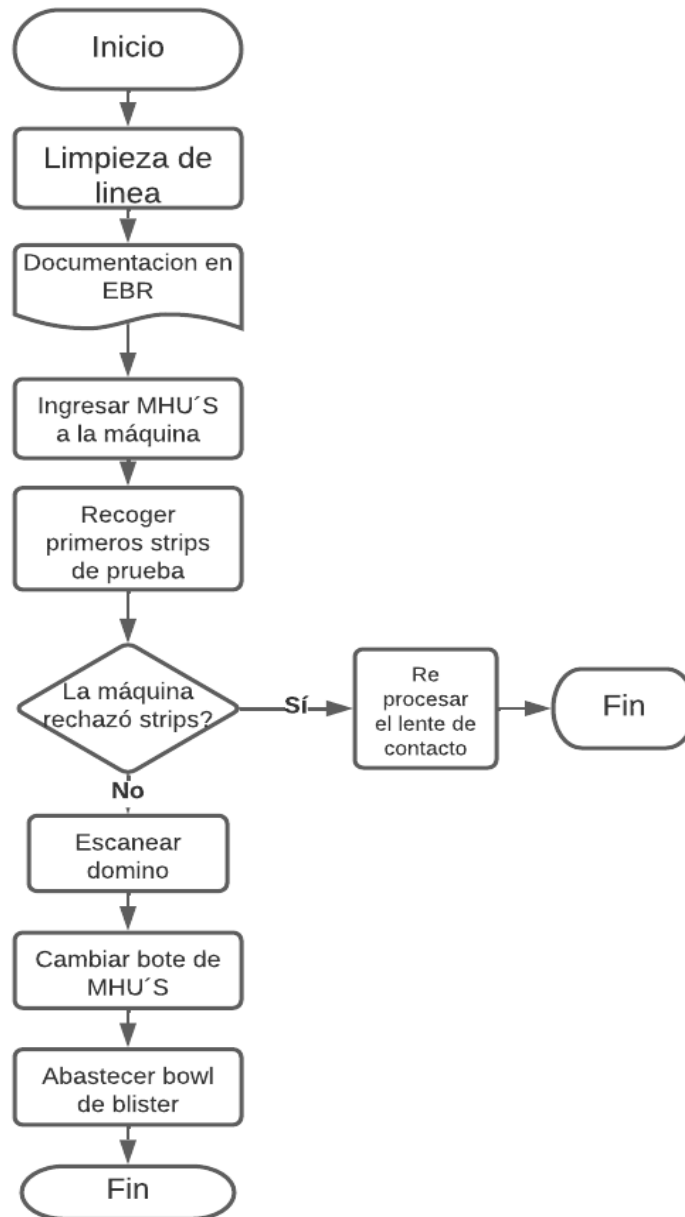 Inicio
Limpieza de
linea
Documentacion en
EBR
Ingresar MHU´S
a la máquina
Recoger
primeros strips
de prueba
La máquina
rechazó strips?
Sí
Re
procesar
el lente de
contacto
Fin
No
Escanear
domino
Cambiar bote de
MHU´S
Abastecer bowl
de blister
Fin